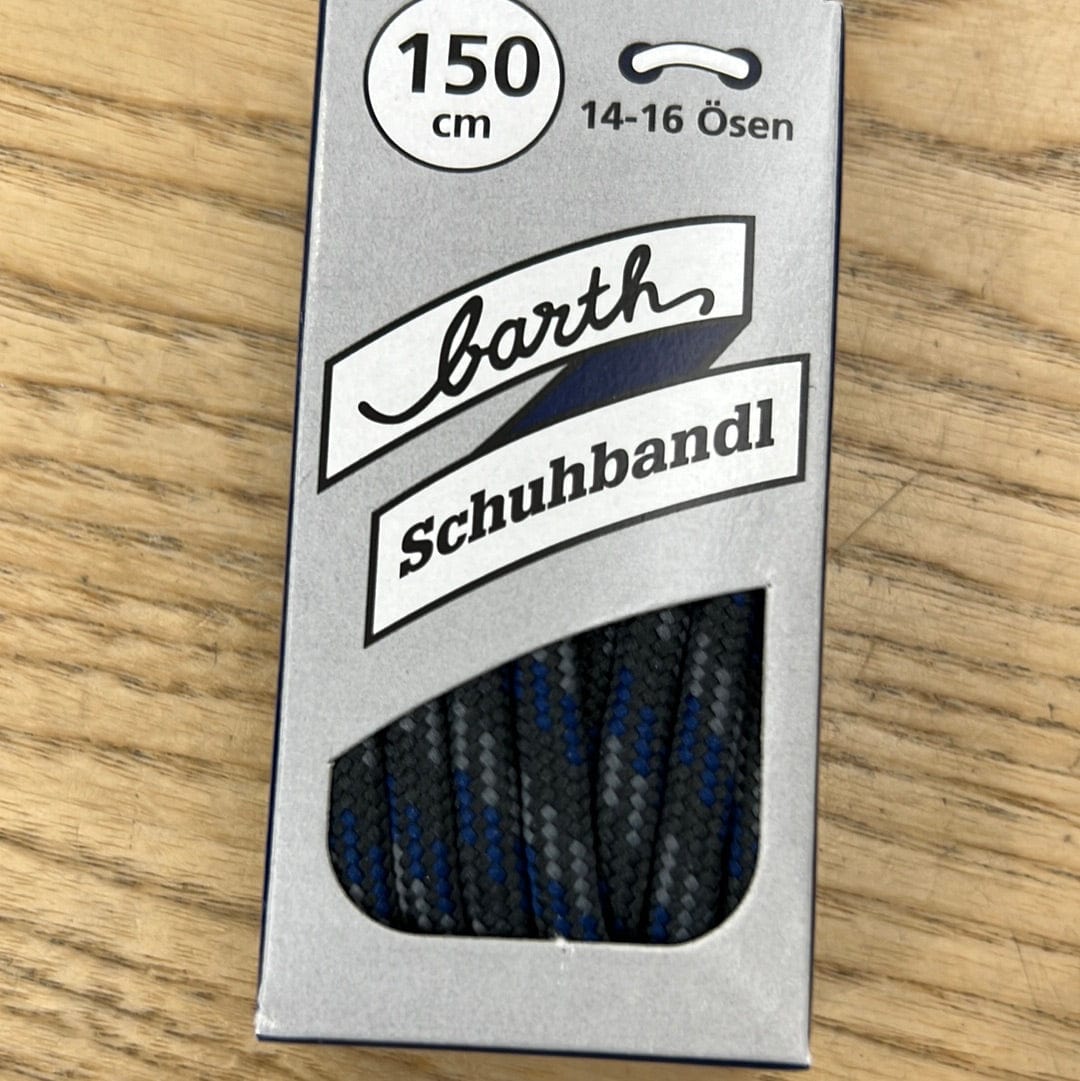 150
cm
14-16 Ösen
barth
Schuhbandl